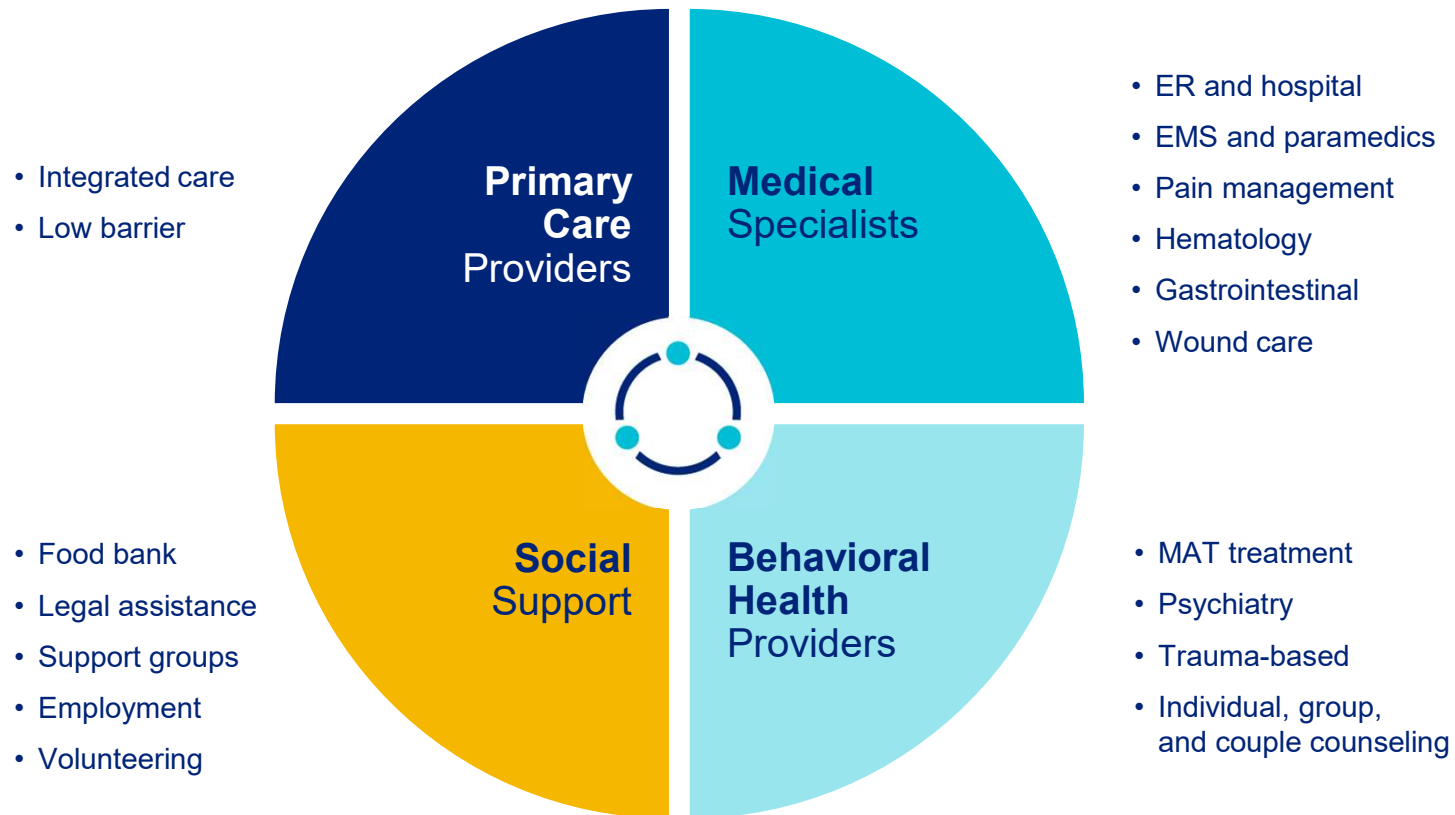 • Integrated care
• Low barrier
Primary
Care
Providers
Medical
Specialists
• ER and hospital
• EMS and paramedics
• Pain management
• Hematology
• Gastrointestinal
• Wound care
• Food bank
• Legal assistance
• Support groups
• Employment
• Volunteering
Social
Support
Behavioral
Health
Providers
• MAT treatment
• Psychiatry
• Trauma-based
• Individual, group,
and couple counseling